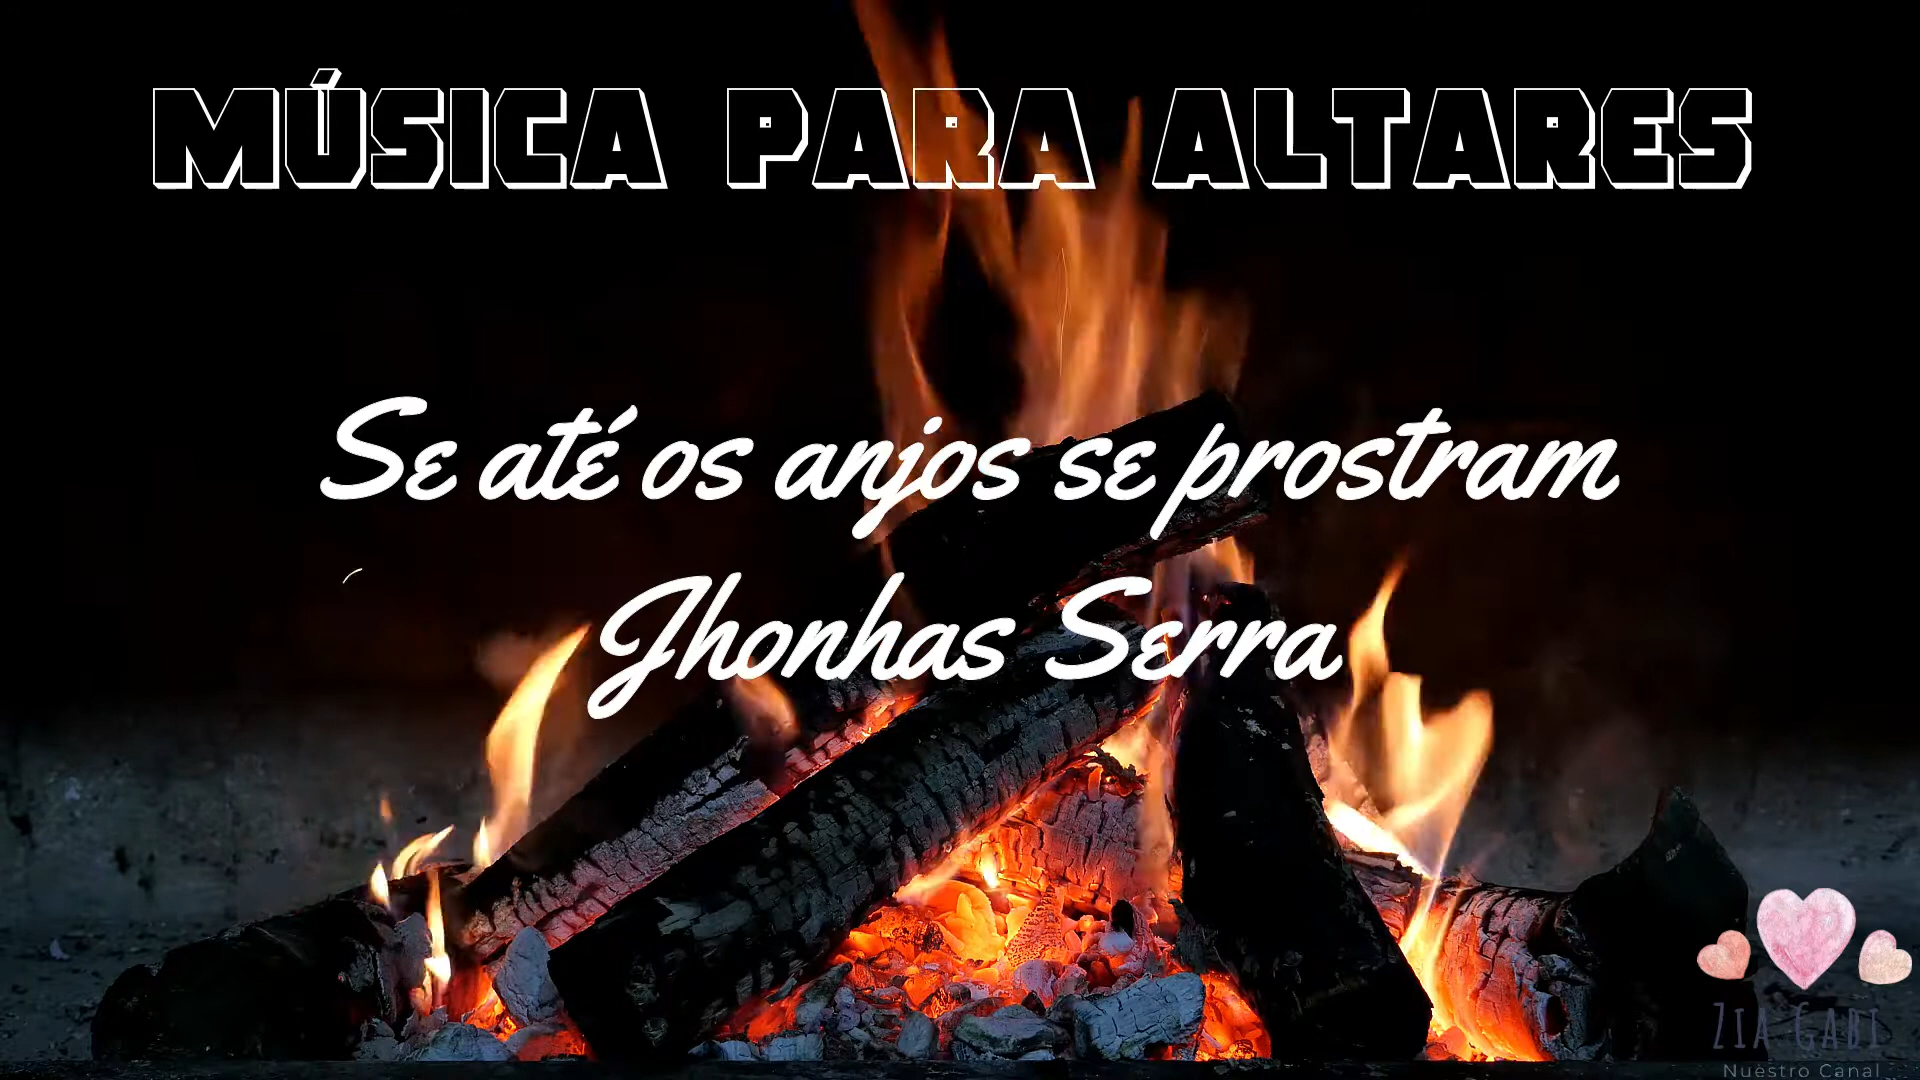 MÚSICA PARA ALTARES
Se até os anjos se prostram
Jhonhas Serra
ZIA GABI
Nuestro Canal